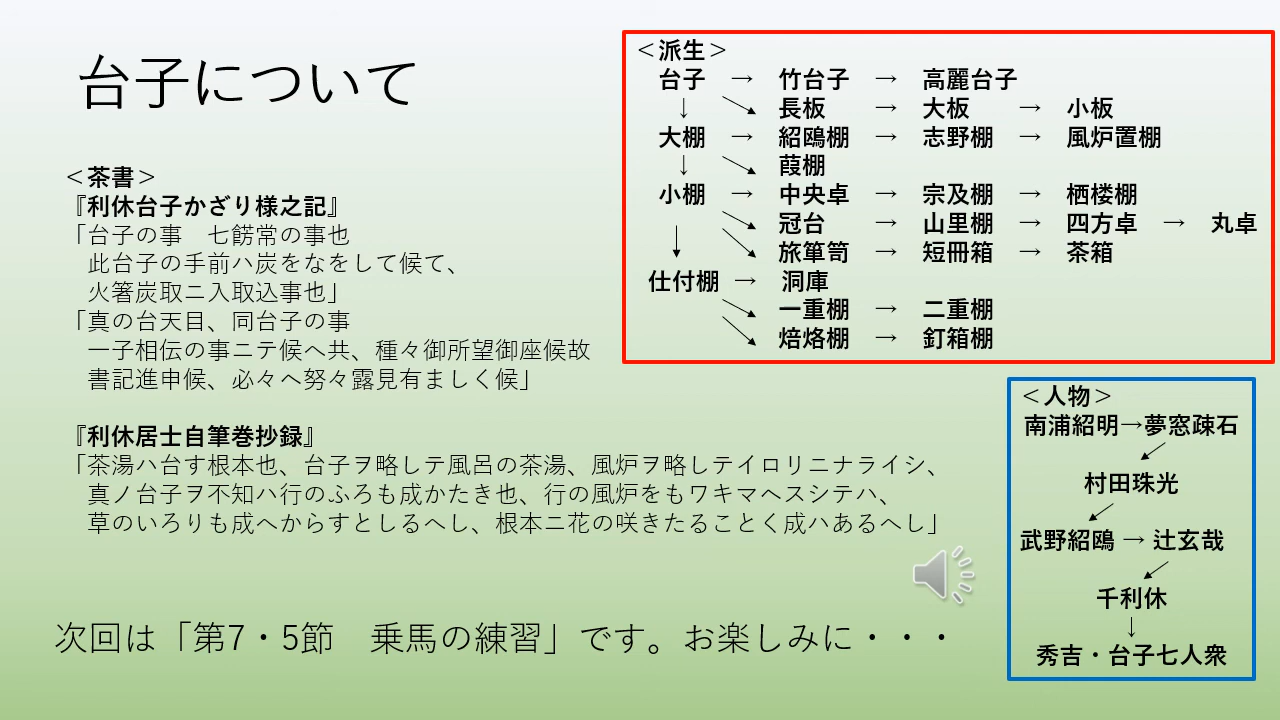 台子について
＜茶書＞
『利休台子かざり様之記』
「台子の事　七餝常の事也
此台子の手前ハ炭をなをして候て、
火箸炭取ニ入取込事也」
「真の台天目、同台子の事
一子相伝の事ニテ候へ共、種々御所望御座候故
書記進申候、必々へ努々露見有ましく候」
『利休居士自筆巻抄録』
「茶湯ハ台す根本也、台子ヲ略しテ風呂の茶湯、風炉ヲ略しテイロリニナライシ、
真ノ台子ヲ不知ハ行のふろも成かたき也、行の風炉をもワキマヘスシテハ、
草のいろりも成へからすとしるへし、根本ニ花の咲きたることく成ハあるへし」
＜派生＞
台子　→　竹台子　→　高麗台子
↓　↘　長板　→　大板　→　小板
大棚　→　紹鴎棚　→　志野棚　→　風炉置棚
↓　↘　葭棚
小棚　→　中央卓　→　宗及棚　→　栖楼棚
↘　冠台　→　山里棚　→　四方卓　→　丸卓
↓　↘　旅箪笥　→　短冊箱　→　茶箱
仕付棚　→　洞庫
↘　一重棚　→　二重棚
↘　焙烙棚　→　釘箱棚
＜人物＞
南浦紹明→夢窓疎石
↙
村田珠光
↙
武野紹鴎 → 辻玄哉
↙
千利休
↓
秀吉・台子七人衆
次回は「第7・5節　乗馬の練習」です。お楽しみに・・・